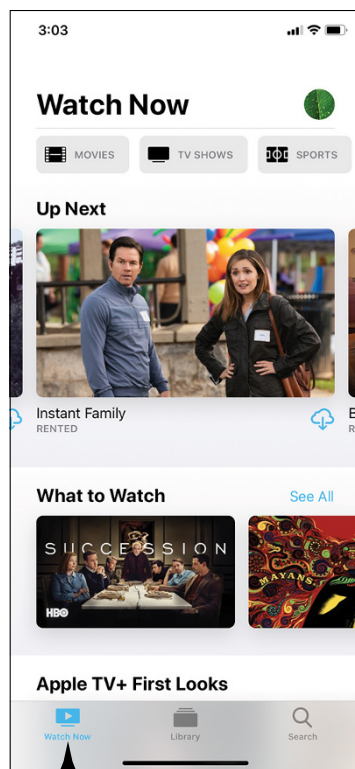 3:03
Watch Now
MOVIES TV SHOWS SPORTS
Up Next
Instant Family
RENTED
What to Watch See All
SUCCESSION
HBO
MAYANS
Apple TV+ First Looks
Watch Now Library Search